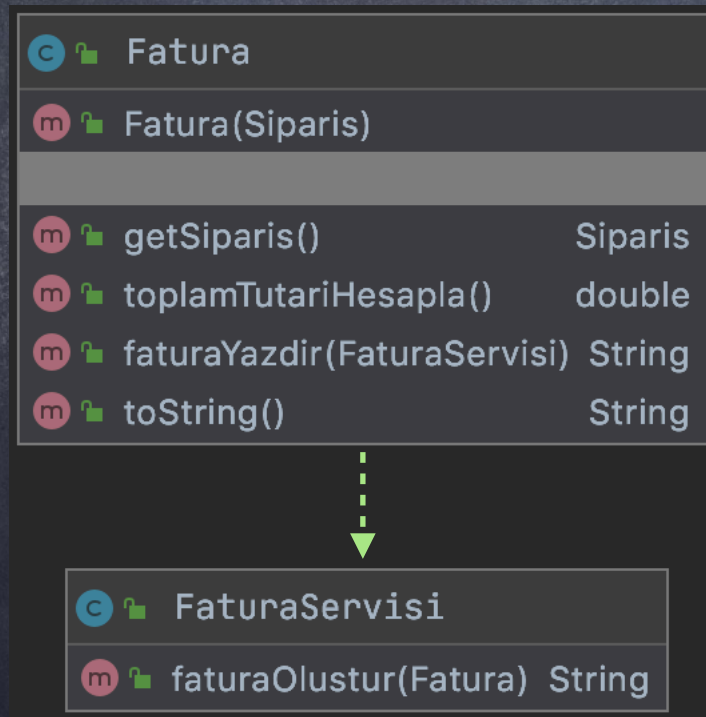 Fatura
Fatura(Siparis)
getSiparis() Siparis
toplamTutariHesapla() double
faturaYazdir(FaturaServisi) String
toString() String
FaturaServisi
faturaOlustur(Fatura) String